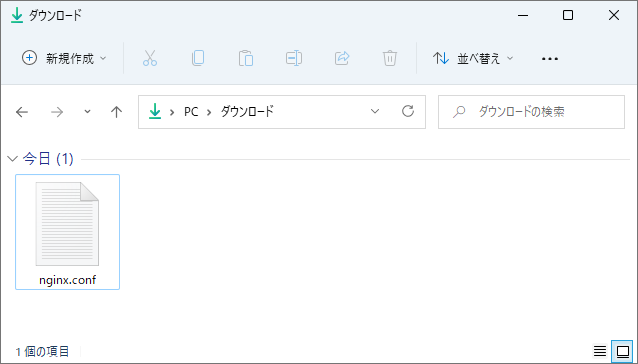 ダウンロード
新規作成 並べ替え
PC ダウンロード ダウンロードの検索
今日 (1)
nginx.conf
1 個の項目